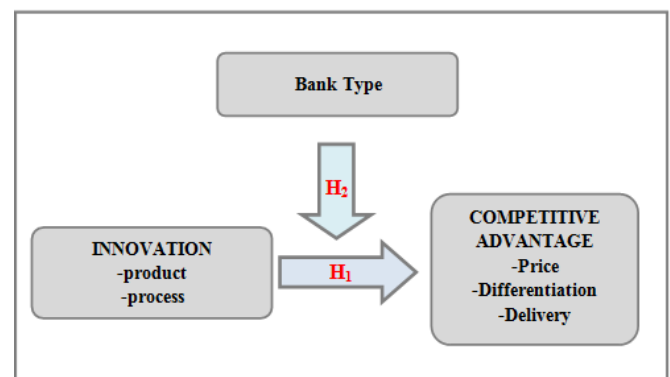 Bank Type
H₂
INNOVATION
-product
-process
H₁
COMPETITIVE
ADVANTAGE
-Price
-Differentiation
-Delivery